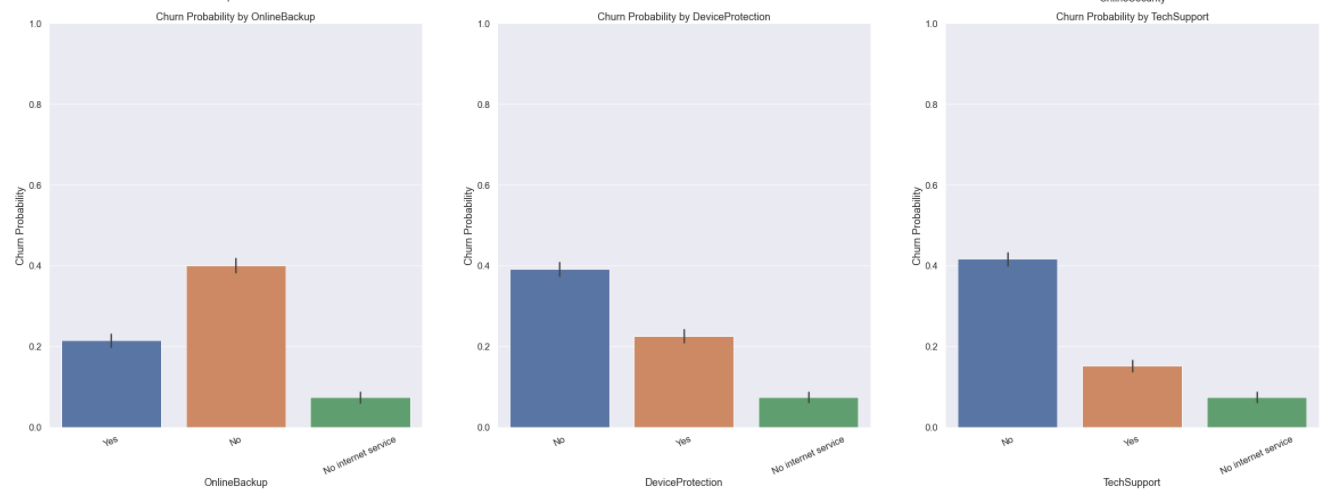 Churn Probability by OnlineBackup
1.0
0.8
0.6
0.4
0.2
0.0
Churn Probability
Yes
No
No internet service
OnlineBackup
Churn Probability by DeviceProtection
1.0
0.8
0.6
0.4
0.2
0.0
Churn Probability
No
Yes
No internet service
DeviceProtection
OnlineSecurity
Churn Probability by TechSupport
1.0
0.8
0.6
0.4
0.2
0.0
Churn Probability
No
Yes
No internet service
TechSupport